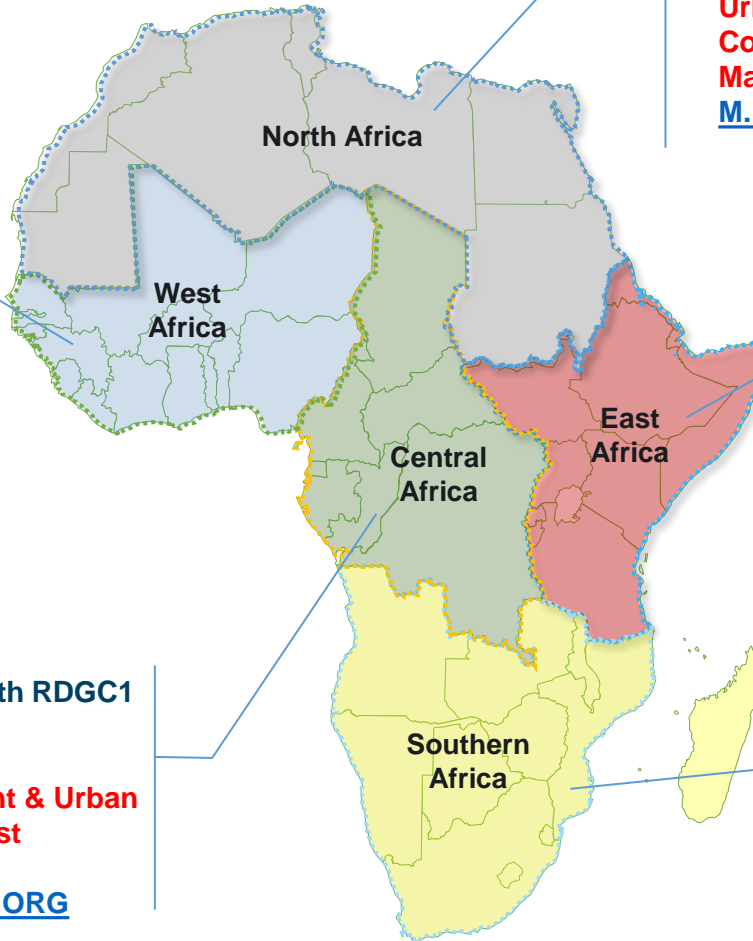 Co
Ma
M.
North Africa
West
Africa
East
Africa
Central
Africa
th RDGC1
Southern
Africa
nt & Urban
st
ORG